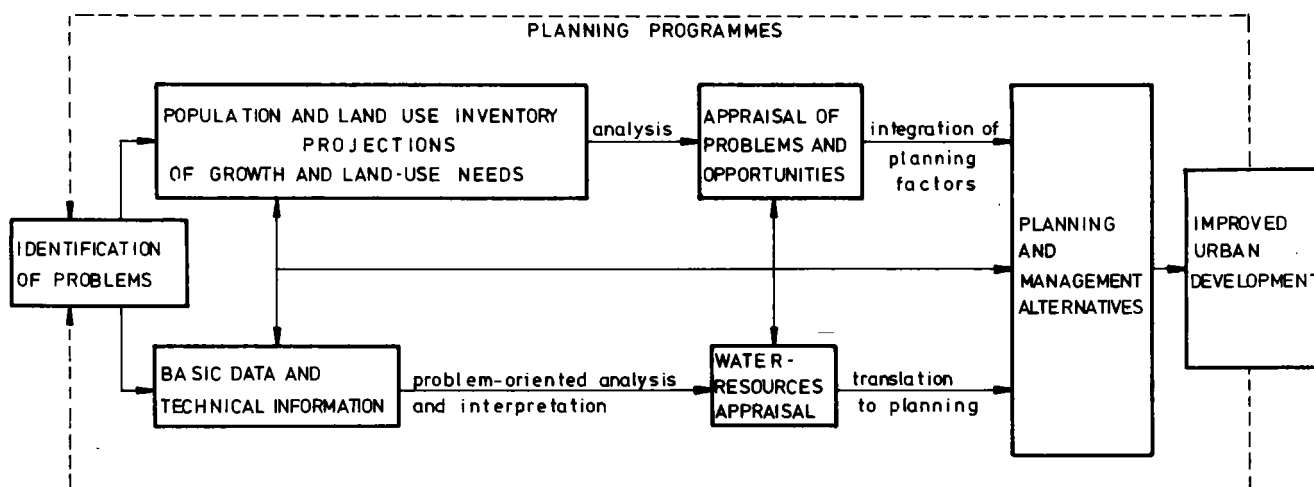 PLANNING PROGRAMMES
POPULATION AND LAND USE INVENTORY
PROJECTIONS
OF GROWTH AND LAND-USE NEEDS
analysis
APPRAISAL OF
PROBLEMS AND
OPPORTUNITIES
integration of
planning
factors
IDENTIFICATION
OF PROBLEMS
PLANNING
AND
MANAGEMENT
ALTERNATIVES
IMPROVED
URBAN
DEVELOPMENT
BASIC DATA AND
TECHNICAL INFORMATION
problem-oriented analysis
and interpretation
WATER-
RESOURCES
APPRAISAL
translation
to planning